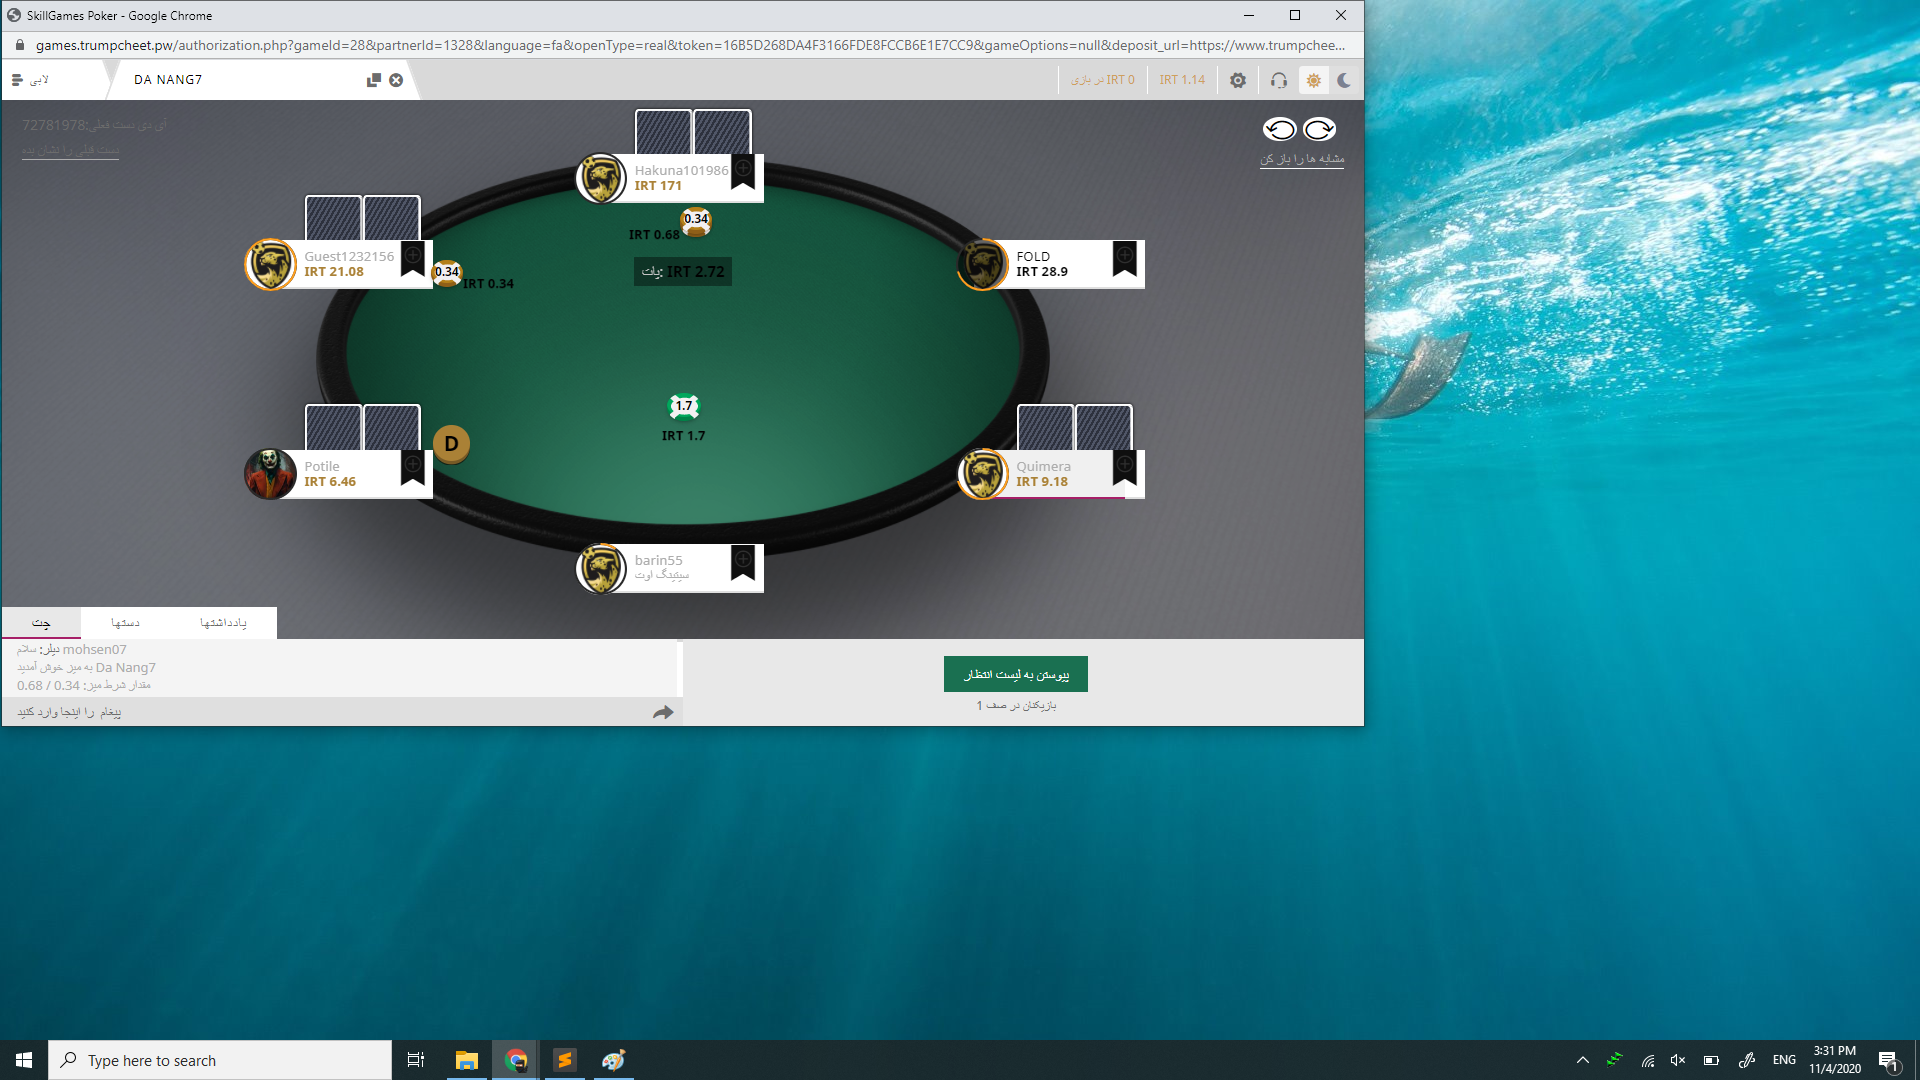 SkillGames Poker - Google Chrome
games.trumpcheet.pw/authorization.php?gameId=28&partnerId=1328&language=fa&openType=real&token=16B5D268DA4F3166FDE8FCCB6E1E7CC9&gameOptions=null&deposit_url=https://www.trumpchee...
لابی
DA NANG7
IRT 0 در بازی
IRT 1.14
آی دی دست فعلی:72781978
دست قبلی را نشان بده
مشابه ها را باز کن
Hakuna101986
IRT 171
0.34
IRT 0.68
Guest1232156
IRT 21.08
0.34
IRT 0.34
پات: IRT 2.72
FOLD
IRT 28.9
1.7
IRT 1.7
D
Potile
IRT 6.46
Quimera
IRT 9.18
barin55
سیتینگ اوت
چت
دستها
یادداشتها
دیلر: سلام mohsen07
به میز خوش آمدید Da Nang7
مقدار شرط میز: 0.34 / 0.68
پیغام را اینجا وارد کنید
پیوستن به لیست انتظار
بازیکنان در صف 1
Type here to search
ENG
3:31 PM
11/4/2020
1